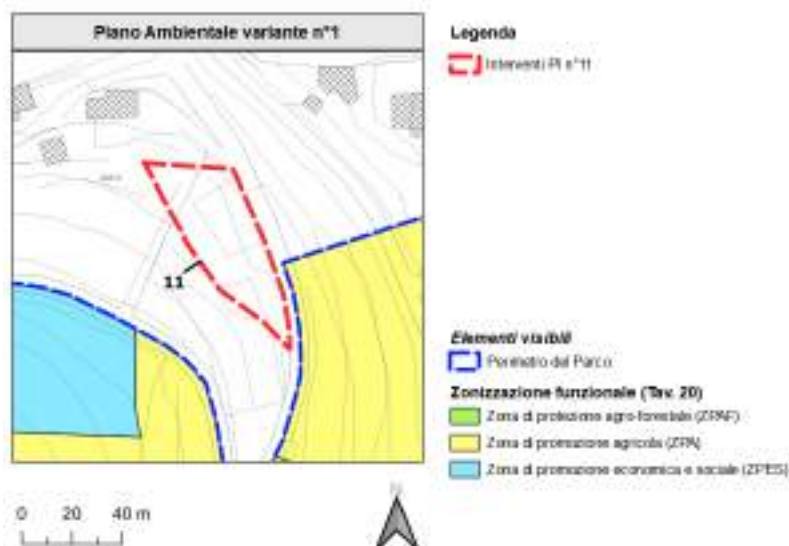 Piano Ambientale variante n°1
11
Legenda
Interventi PI n°11
Elementi visibili
Perimetro del Parco
Zonizzazione funzionale (Tav. 20)
Zona di protezione agro-forestale (ZPAF)
Zona di promozione agricola (ZPA)
Zona di promozione economica e sociale (ZPES)
0 20 40 m
N